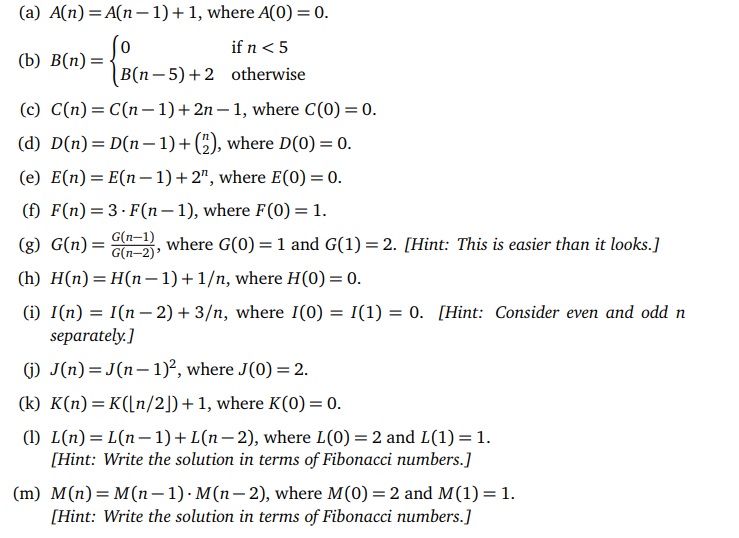 (a) A(n) = A(n − 1) + 1, where A(0) = 0.
(b) B(n) = { 0 if n < 5
B(n − 5) + 2 otherwise
(c) C(n) = C(n − 1) + 2n − 1, where C(0) = 0.
(d) D(n) = D(n − 1) + (n 2), where D(0) = 0.
(e) E(n) = E(n − 1) + 2ⁿ, where E(0) = 0.
(f) F(n) = 3 · F(n − 1), where F(0) = 1.
(g) G(n) = G(n−1)/G(n−2), where G(0) = 1 and G(1) = 2. [Hint: This is easier than it looks.]
(h) H(n) = H(n − 1) + 1/n, where H(0) = 0.
(i) I(n) = I(n − 2) + 3/n, where I(0) = I(1) = 0. [Hint: Consider even and odd n
separately.]
(j) J(n) = J(n − 1)², where J(0) = 2.
(k) K(n) = K(⌊n/2⌋) + 1, where K(0) = 0.
(l) L(n) = L(n − 1) + L(n − 2), where L(0) = 2 and L(1) = 1.
[Hint: Write the solution in terms of Fibonacci numbers.]
(m) M(n) = M(n − 1) · M(n − 2), where M(0) = 2 and M(1) = 1.
[Hint: Write the solution in terms of Fibonacci numbers.]